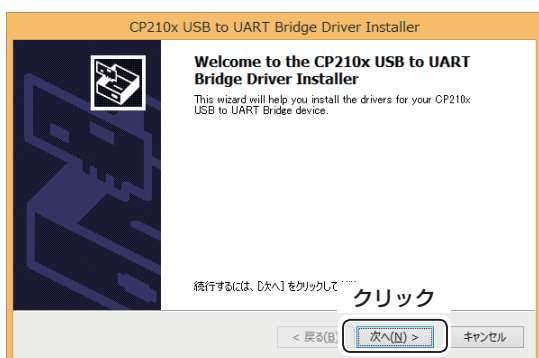 CP210x USB to UART Bridge Driver Installer
Welcome to the CP210x USB to UART
Bridge Driver Installer
This wizard will help you install the drivers for your CP210x
USB to UART Bridge device.
続行するには、[次へ] をクリックして
クリック
< 戻る(B)
次へ(N) >
キャンセル